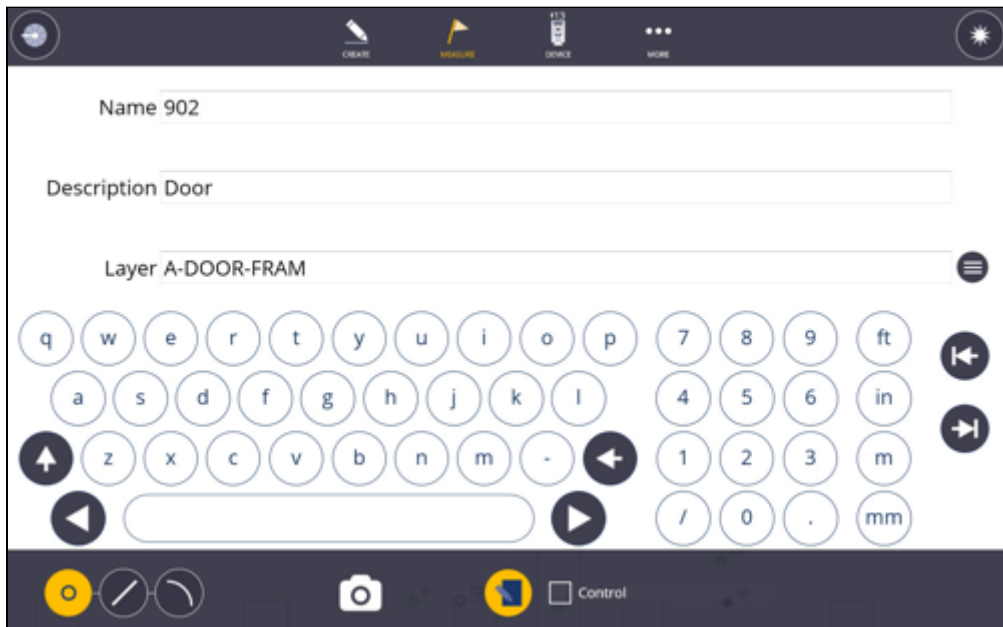 CREATE MEASURE DEVICE MORE
Name 902
Description Door
Layer A-DOOR-FRAM
q w e r t y u i o p 7 8 9 ft
a s d f g h j k l 4 5 6 in
z x c v b n m - 1 2 3 m
/ 0 . mm
Control